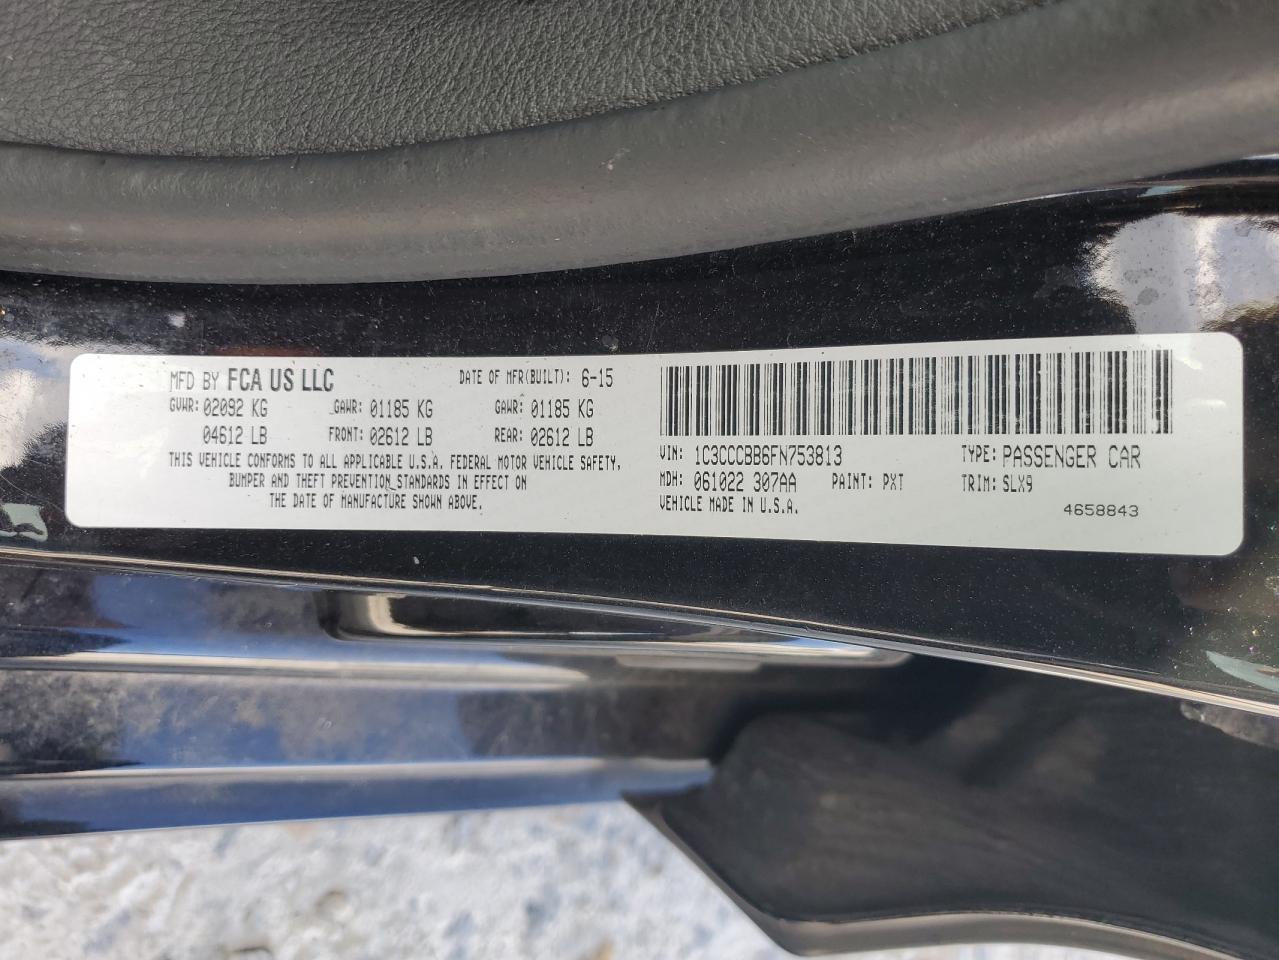 MFD BY FCA US LLC DATE OF MFR(BUILT): 6-15
GVWR: 02092 KG GAWR: 01185 KG GAWR: 01185 KG
04612 LB FRONT: 02612 LB REAR: 02612 LB
THIS VEHICLE CONFORMS TO ALL APPLICABLE U.S.A. FEDERAL MOTOR VEHICLE SAFETY,
BUMPER AND THEFT PREVENTION STANDARDS IN EFFECT ON
THE DATE OF MANUFACTURE SHOWN ABOVE.
VIN: 1C3CCCBB6FN753813 TYPE: PASSENGER CAR
MDH: 061022 307AA PAINT: PXT TRIM: SLX9
VEHICLE MADE IN U.S.A. 4658843